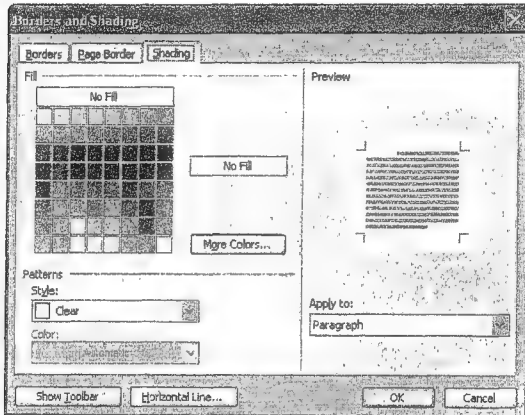 Borders and Shading
Borders
Page Border
Shading
Fill
No Fill
No Fill
More Colors...
Patterns
Style:
Clear
Color:
Automatic
Preview
Apply to:
Paragraph
Show Toolbar
Horizontal Line...
OK
Cancel